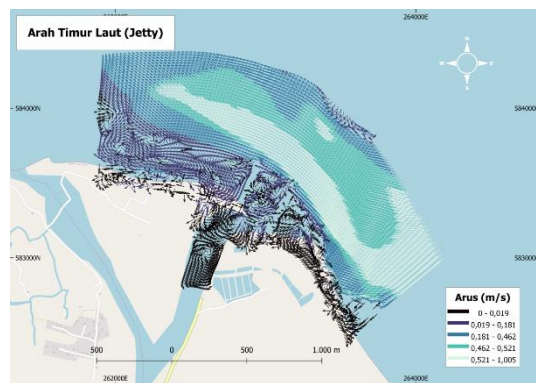 Arah Timur Laut (Jetty)
264000E
N
W
E
S
584000N
584000N
583000N
583000N
Arus (m/s)
0 - 0,019
0,019 - 0,181
0,181 - 0,462
0,462 - 0,521
0,521 - 1,005
500
0
500
1.000 m
262000E
264000E